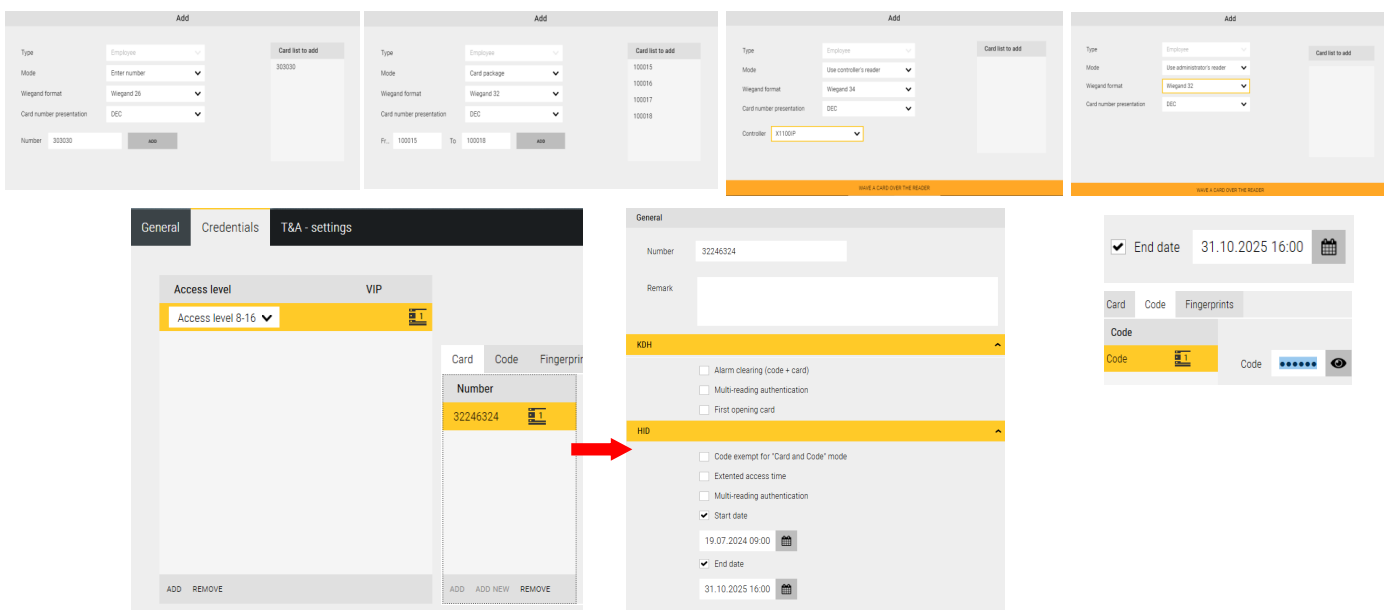 Add
Type Employee
Mode Enter number
Wiegand format Wiegand 26
Card number presentation DEC
Number 303030 ADD
Card list to add
303030
Add
Type Employee
Mode Card package
Wiegand format Wiegand 32
Card number presentation DEC
Fr... 100015 To 100018 ADD
Card list to add
100015
100016
100017
100018
Add
Type Employee
Mode Use controller's reader
Wiegand format Wiegand 34
Card number presentation DEC
Controller X1100IP
Card list to add
WAVE A CARD OVER THE READER
Add
Type Employee
Mode Use administrator's reader
Wiegand format Wiegand 32
Card number presentation DEC
Card list to add
WAVE A CARD OVER THE READER
General Credentials T&A - settings
Access level VIP
Access level 8-16 1
ADD REMOVE
Card Code Fingerprin
Number
32246324 1
ADD ADD NEW REMOVE
General
Number 32246324
Remark
KDH
Alarm clearing (code + card)
Multi-reading authentication
First opening card
HID
Code exempt for "Card and Code" mode
Extented access time
Multi-reading authentication
Start date
19.07.2024 09:00
End date
31.10.2025 16:00
End date 31.10.2025 16:00
Card Code Fingerprints
Code
Code 1
Code ••••••